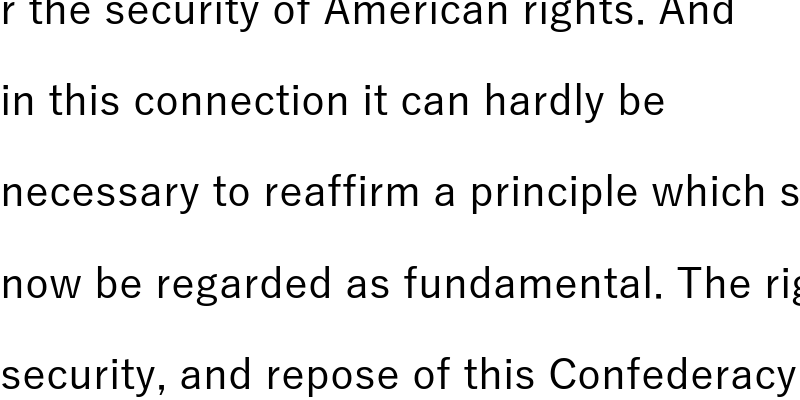 r the security of American rights. And
in this connection it can hardly be
necessary to reaffirm a principle which s
now be regarded as fundamental. The rig
security, and repose of this Confederacy